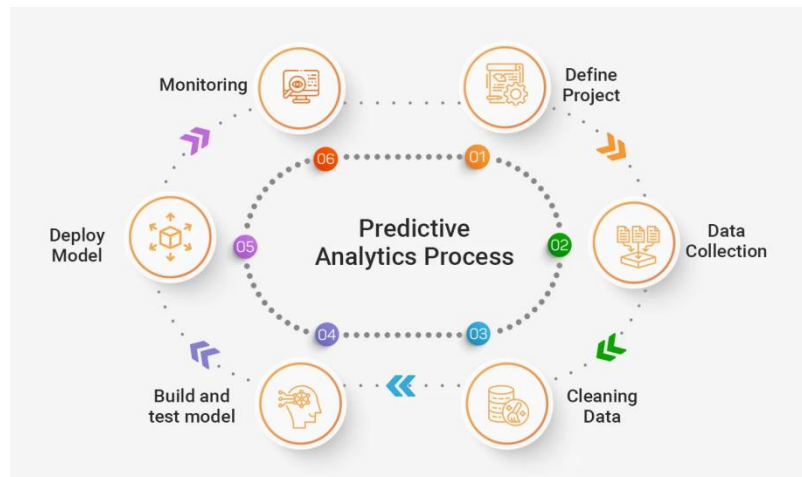 Predictive
Analytics Process
01
Define
Project
02
Data
Collection
03
Cleaning
Data
04
Build and
test model
05
Deploy
Model
06
Monitoring